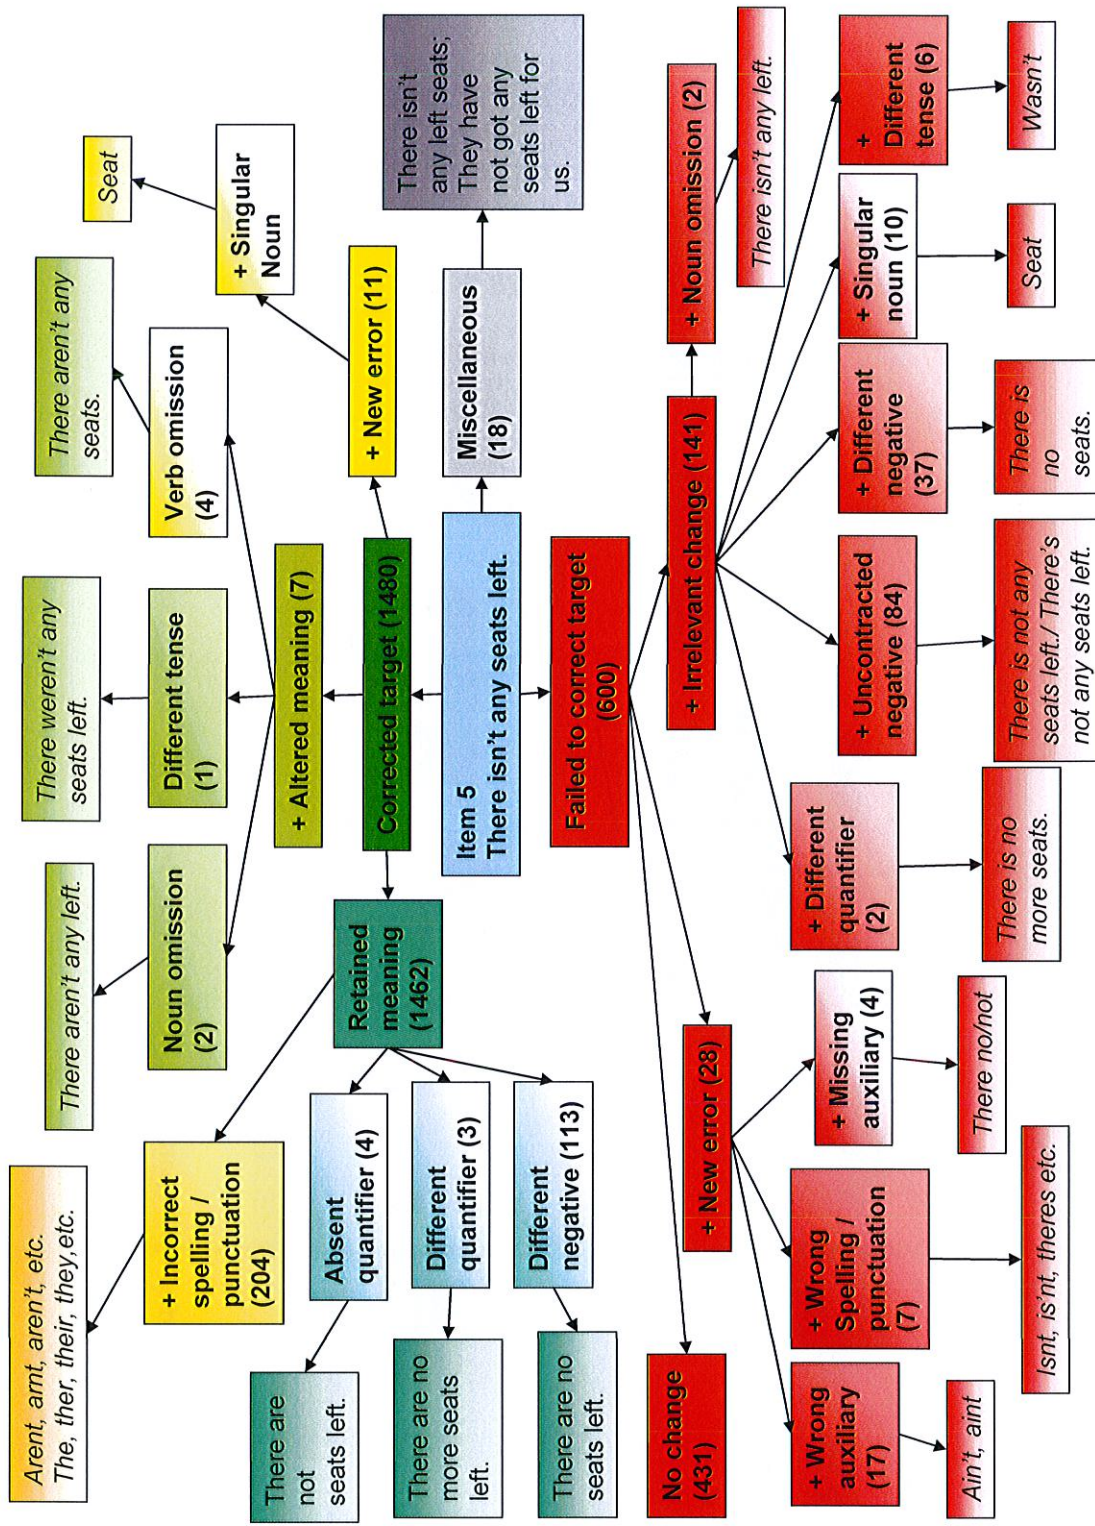 Arent, arnt, aren't, etc.
The, ther, their, they,etc.
There aren't any left.
There weren't any
seats left.
There aren't any
seats.
Seat
+ Incorrect
spelling /
punctuation
(204)
Noun omission
(2)
Different tense
(1)
Verb omission
(4)
+ Singular
Noun
There are
not
seats left.
Absent
quantifier (4)
Retained
meaning
(1462)
+ Altered meaning (7)
+ New error (11)
There are no
more seats
left.
Different
quantifier (3)
Corrected target (1480)
There are no
seats left.
Different
negative (113)
Item 5
There isn't any seats left.
Miscellaneous
(18)
There isn't
any left seats;
They have
not got any
seats left for
us.
Failed to correct target
(600)
No change
(431)
+ New error (28)
+ Irrelevant change (141)
+ Noun omission (2)
There isn't any left.
+ Wrong
auxiliary
(17)
+ Wrong
Spelling /
punctuation
(7)
+ Missing
auxiliary (4)
+ Different
quantifier
(2)
+ Uncontracted
negative (84)
+ Different
negative
(37)
+ Singular
noun (10)
+
Different
tense (6)
Ain't, aint
Isnt, is'nt, theres etc.
There no/not
There is no
more seats.
There is not any
seats left./ There's
not any seats left.
There is
no
seats.
Seat
Wasn't